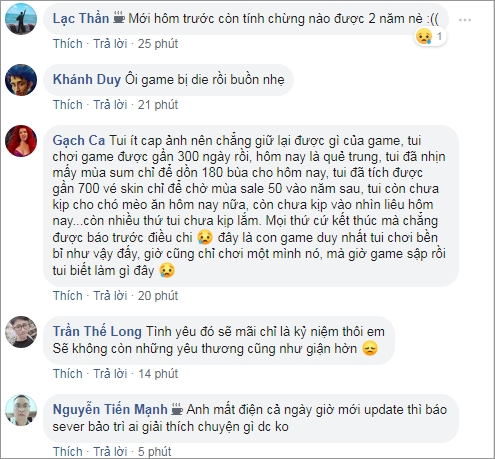 Lạc Thần ☕ Mới hôm trước còn tính chừng nào được 2 năm nè :((
😢 1
Thích · Trả lời · 25 phút
Khánh Duy Ôi game bị die rồi buồn nhẹ
Thích · Trả lời · 21 phút
Gạch Ca Tui ít cap ảnh nên chẳng giữ lại được gì của game, tui
chơi game được gần 300 ngày rồi, hôm nay là quẻ trung, tui đã nhịn
mấy mùa sum chỉ để dồn 180 bùa cho hôm nay, tui đã tích được
gần 700 vé skin chỉ để chờ mùa sale 50 vào năm sau, tui còn chưa
kịp cho chó mèo ăn hôm nay nữa, còn chưa kịp vào nhìn liêu hôm
nay...còn nhiều thứ tui chưa kịp lắm. Mọi thứ cứ kết thúc mà chẳng
được báo trước điều chi 😢 đây là con game duy nhất tui chơi bền
bỉ như vậy đấy, giờ cũng chỉ chơi một mình nó, mà giờ game sập rồi
tui biết làm gì đây 😢
Thích · Trả lời · 20 phút
Trần Thế Long Tình yêu đó sẽ mãi chỉ là kỷ niệm thôi em
Sẽ không còn những yêu thương cũng như giận hờn 😞
Thích · Trả lời · 14 phút
Nguyễn Tiến Mạnh ☕ Anh mất điện cả ngày giờ mới update thì báo
sever bảo trì ai giải thích chuyện gì dc ko
Thích · Trả lời · 5 phút